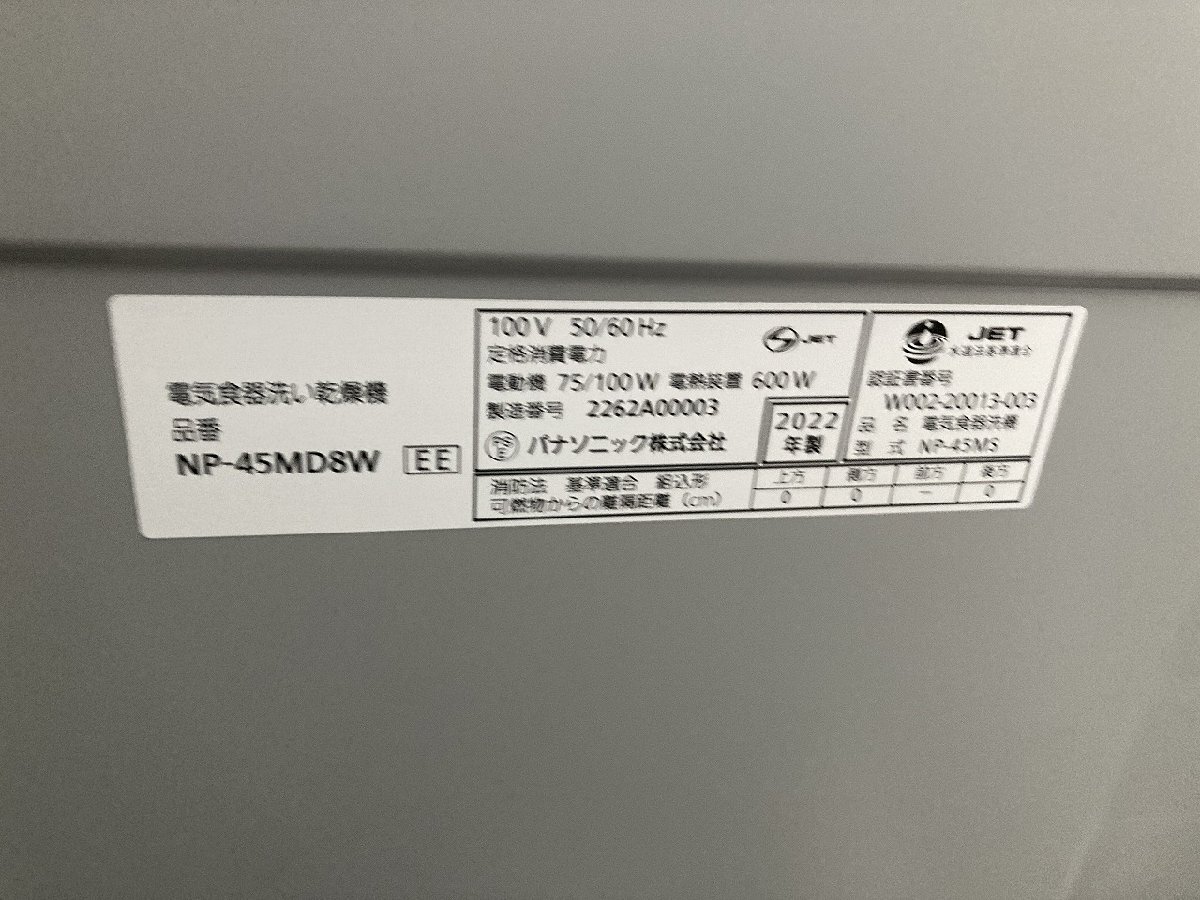 電気食器洗い乾燥機
品番
NP-45MD8W EE
100V 50/60Hz
定格消費電力
電動機 75/100W 電熱装置 600W
製造番号 2262A00003
PSE パナソニック株式会社
JET
2022
年製
JET
認証書番号
W002-20013-003
品 名 電気食器洗機
型 式 NP-45MS
消防法 基準適合 組込形
可燃物からの離隔距離 (cm)
上方 側方 前方 後方
0 0 − 0